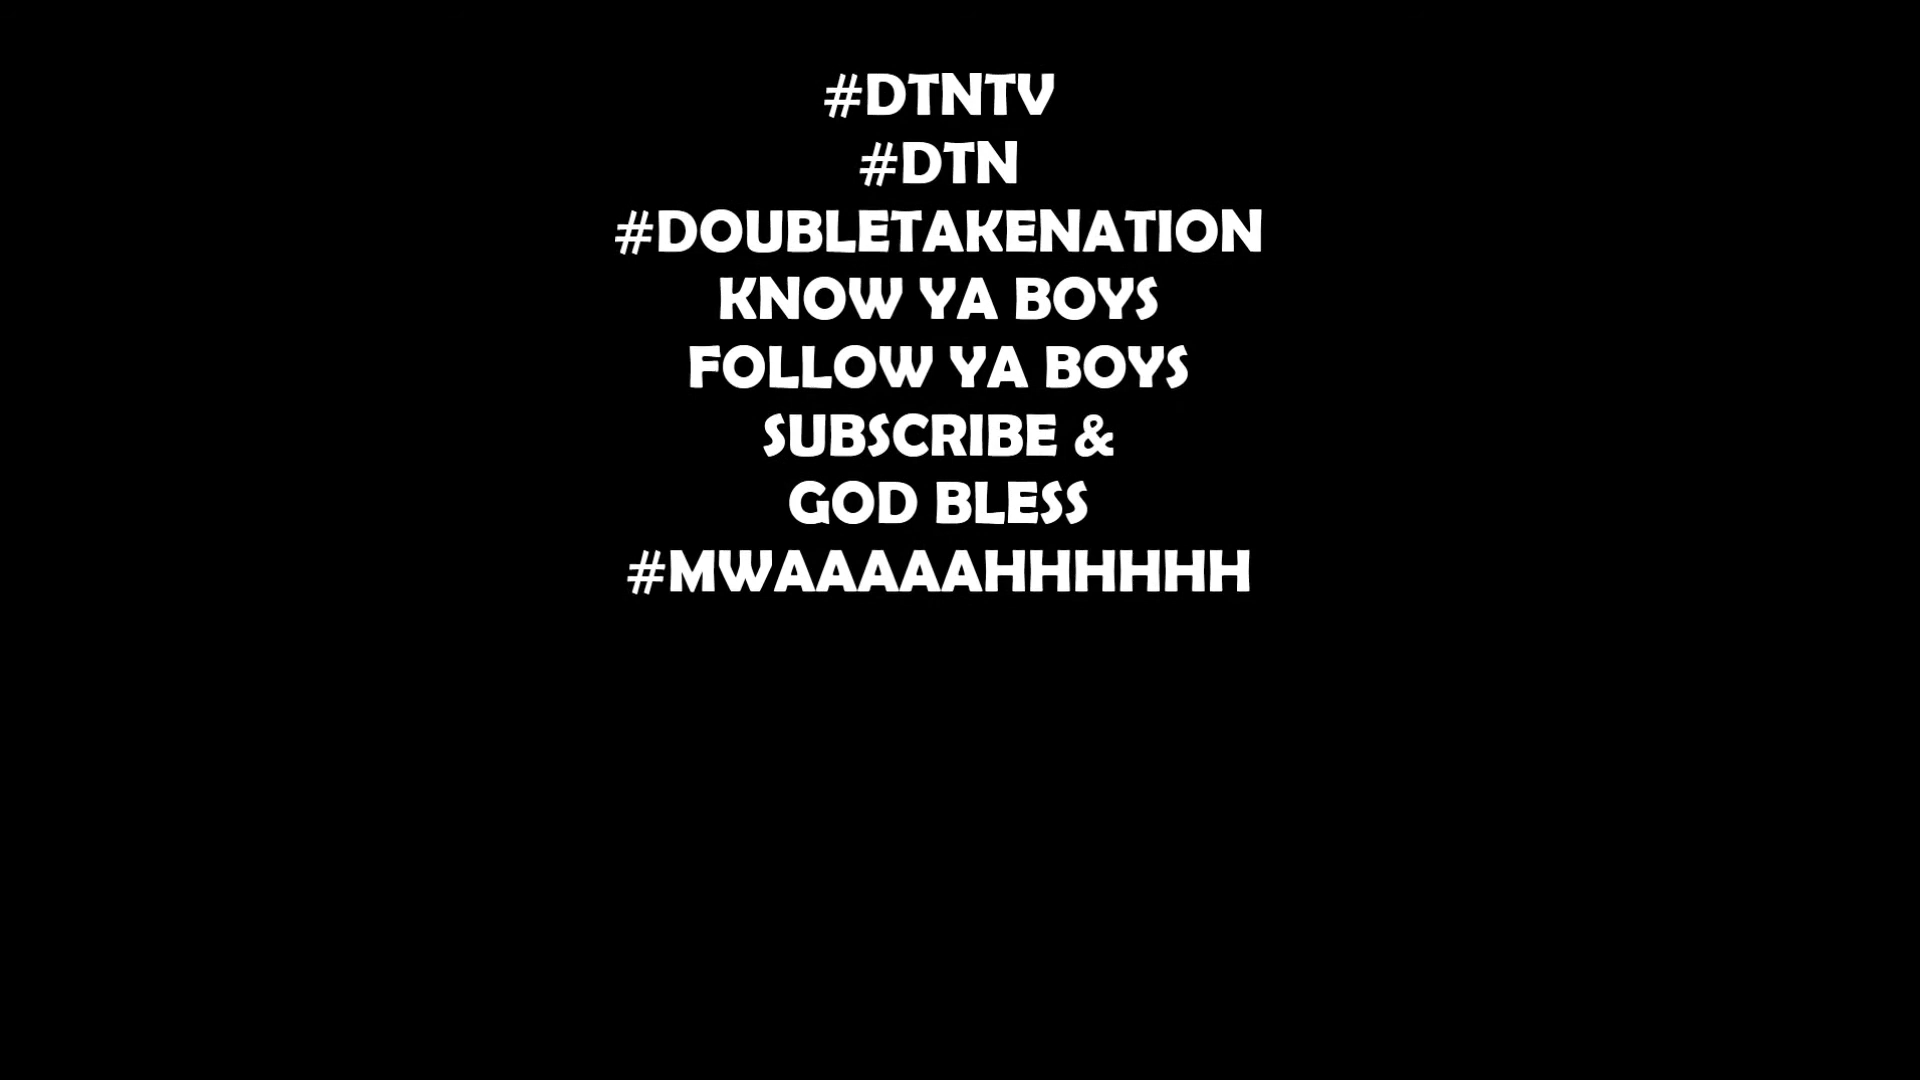 #DTNTV
#DTN
#DOUBLETAKENATION
KNOW YA BOYS
FOLLOW YA BOYS
SUBSCRIBE &
GOD BLESS
#MWAAAAAHHHHHH